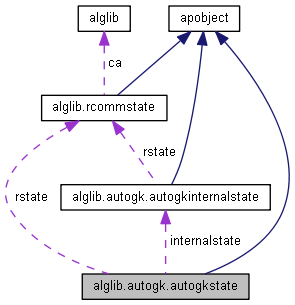 alglib
apobject
ca
alglib.rcommstate
rstate
rstate
alglib.autogk.autogkinternalstate
internalstate
alglib.autogk.autogkstate